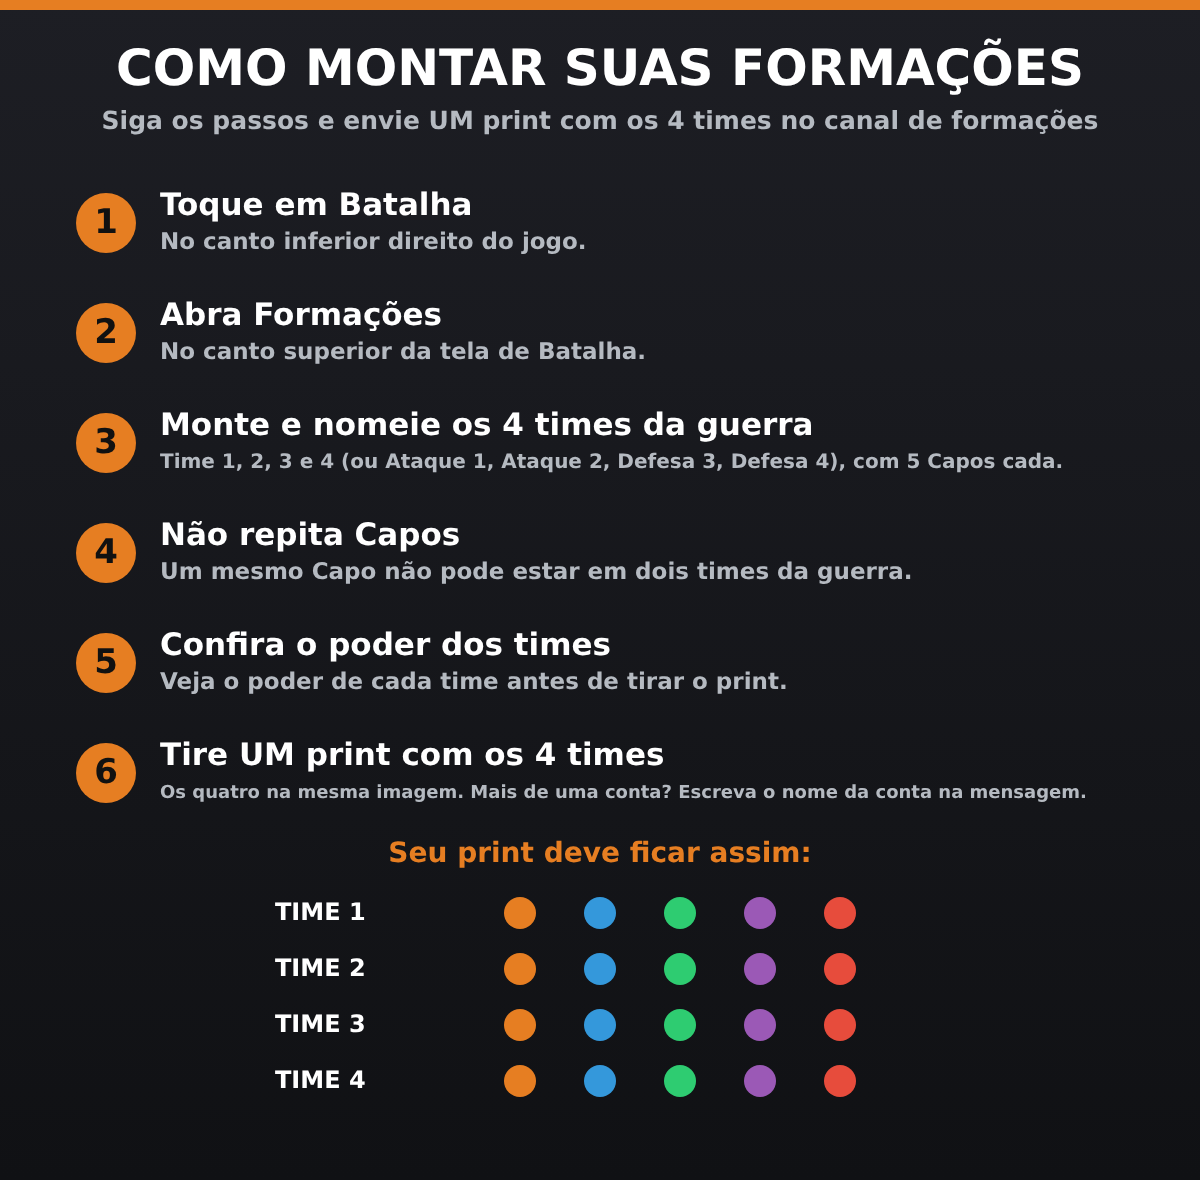 COMO MONTAR SUAS FORMAÇÕES
Siga os passos e envie UM print com os 4 times no canal de formações
1
Toque em Batalha
No canto inferior direito do jogo.
2
Abra Formações
No canto superior da tela de Batalha.
3
Monte e nomeie os 4 times da guerra
Time 1, 2, 3 e 4 (ou Ataque 1, Ataque 2, Defesa 3, Defesa 4), com 5 Capos cada.
4
Não repita Capos
Um mesmo Capo não pode estar em dois times da guerra.
5
Confira o poder dos times
Veja o poder de cada time antes de tirar o print.
6
Tire UM print com os 4 times
Os quatro na mesma imagem. Mais de uma conta? Escreva o nome da conta na mensagem.
Seu print deve ficar assim:
TIME 1
TIME 2
TIME 3
TIME 4